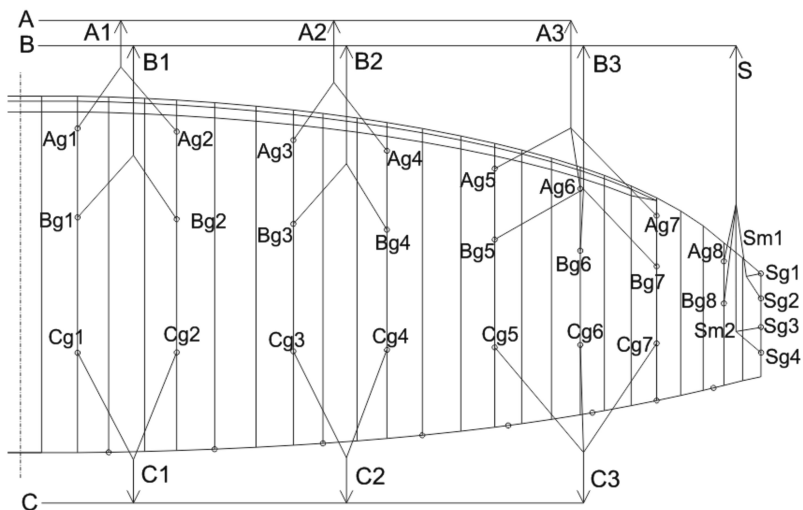 A A1 A2 A3
B B1 B2 B3 S
Ag1 Ag2 Ag3 Ag4
Ag5 Ag6 Ag7 Ag8 Sm1
Bg1 Bg2 Bg3 Bg4 Bg5 Bg6 Bg7 Bg8
Sg1
Sg2
Cg1 Cg2 Cg3 Cg4 Cg5 Cg6 Cg7 Sm2 Sg3
Sg4
C1 C2 C3
C